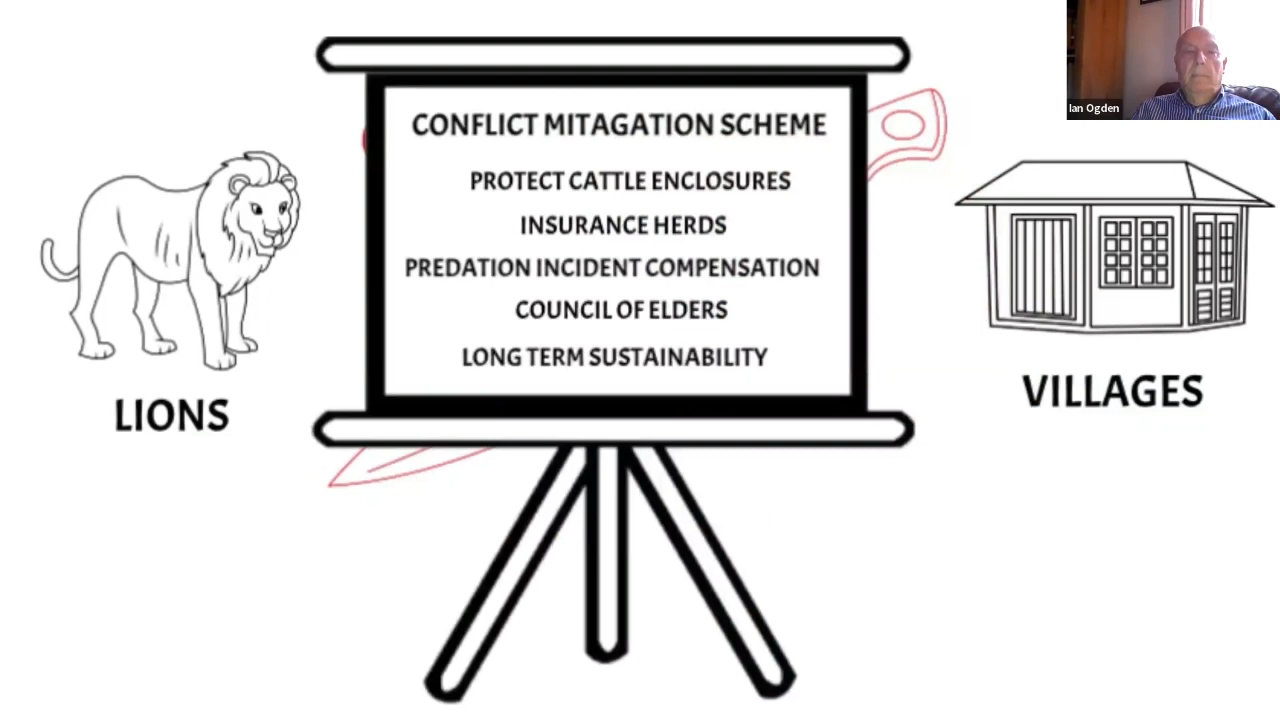 Ian Ogden
CONFLICT MITAGATION SCHEME
PROTECT CATTLE ENCLOSURES
INSURANCE HERDS
PREDATION INCIDENT COMPENSATION
COUNCIL OF ELDERS
LONG TERM SUSTAINABILITY
LIONS
VILLAGES